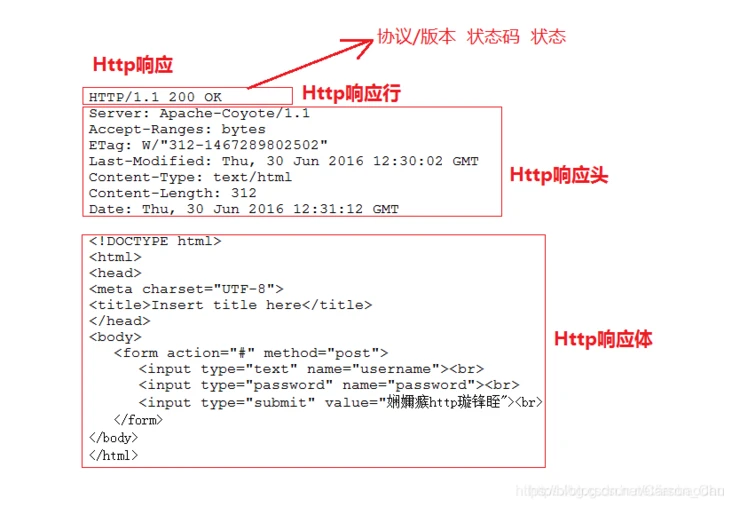 协议/版本 状态码 状态
Http响应
HTTP/1.1 200 OK
Http响应行
Server: Apache-Coyote/1.1
Accept-Ranges: bytes
ETag: W/"312-1467289802502"
Last-Modified: Thu, 30 Jun 2016 12:30:02 GMT
Content-Type: text/html
Content-Length: 312
Date: Thu, 30 Jun 2016 12:31:12 GMT
Http响应头
<!DOCTYPE html>
<html>
<head>
<meta charset="UTF-8">
<title>Insert title here</title>
</head>
<body>
<form action="#" method="post">
<input type="text" name="username"><br>
<input type="password" name="password"><br>
<input type="submit" value="娴嬭瘯http璇锋眰"><br>
</form>
</body>
</html>
Http响应体